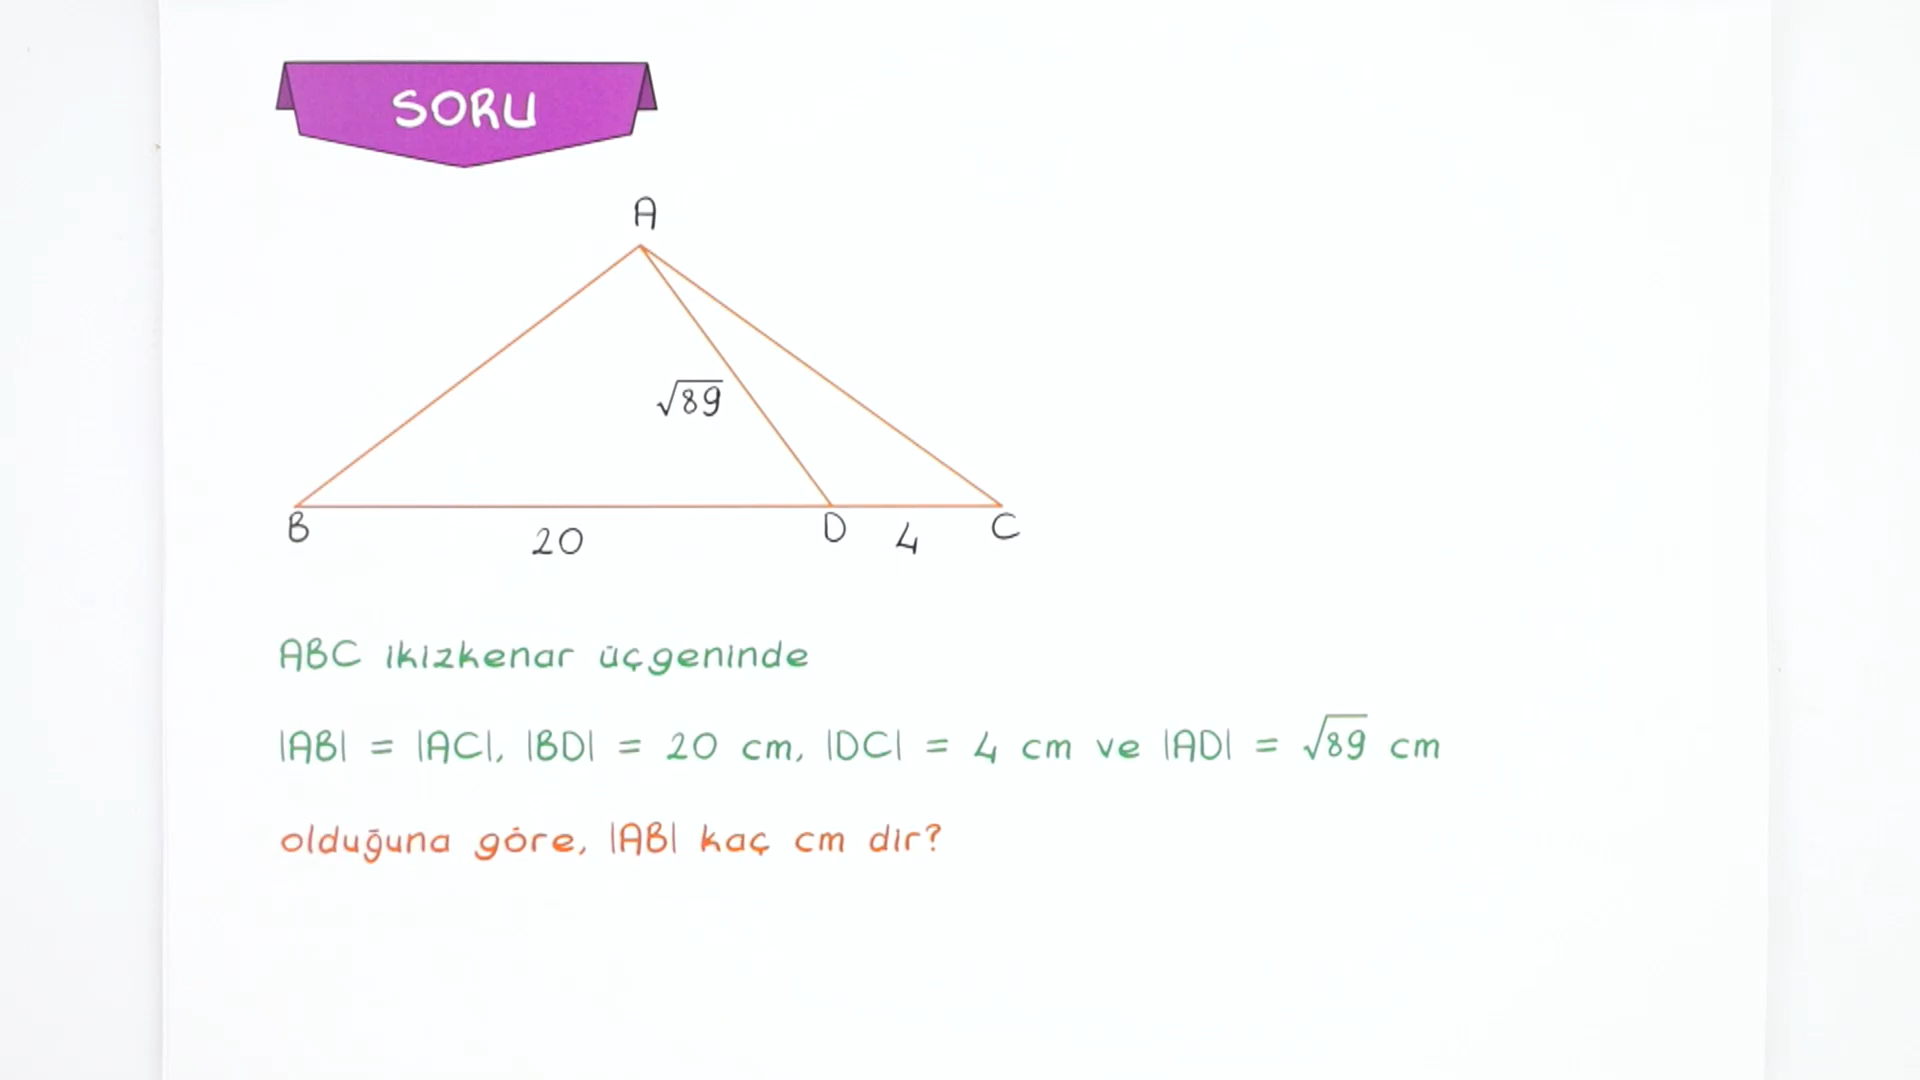 SORU
A
√89
B
D
C
20
4
ABC ikizkenar üçgeninde
|AB| = |AC|, |BD| = 20 cm, |DC| = 4 cm ve |AD| = √89 cm
olduğuna göre, |AB| kaç cm dir?